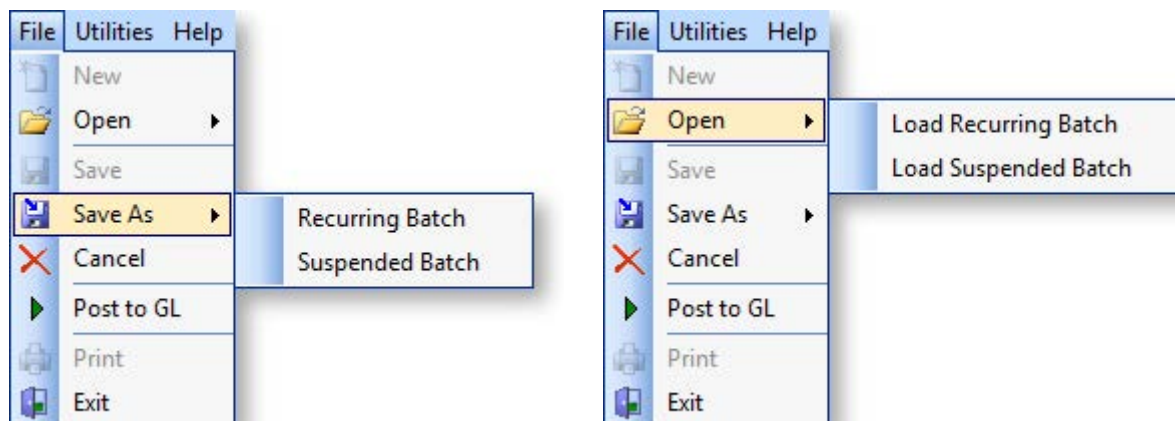 File Utilities Help
New
Open
Save
Save As
Recurring Batch
Suspended Batch
Cancel
Post to GL
Print
Exit
File Utilities Help
New
Open
Load Recurring Batch
Load Suspended Batch
Save
Save As
Cancel
Post to GL
Print
Exit